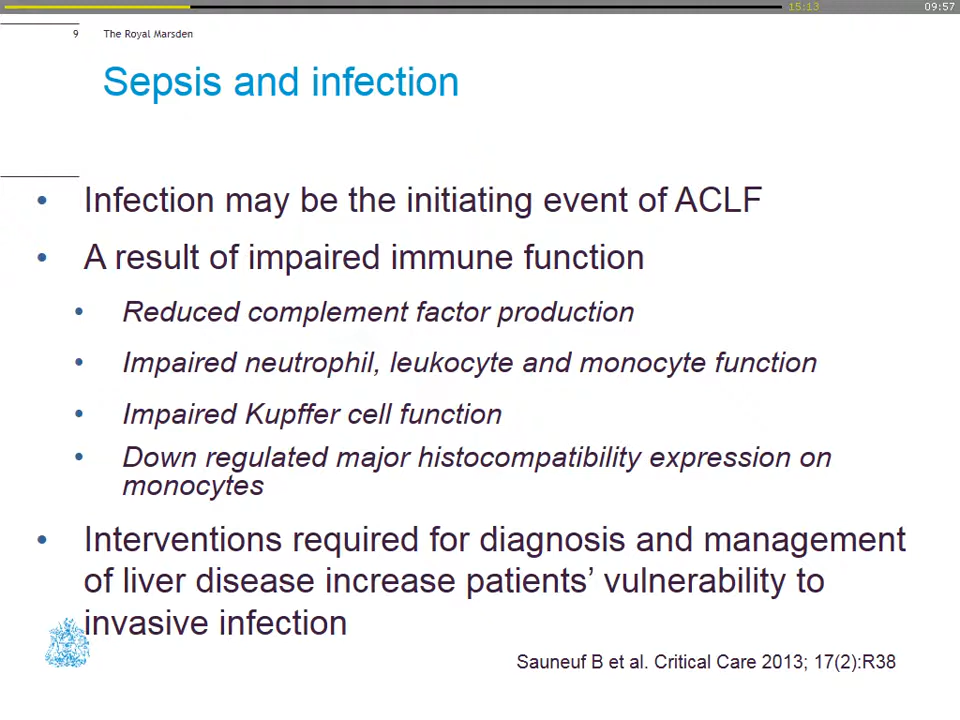 15:13 09:57
9 The Royal Marsden
Sepsis and infection
• Infection may be the initiating event of ACLF
• A result of impaired immune function
• Reduced complement factor production
• Impaired neutrophil, leukocyte and monocyte function
• Impaired Kupffer cell function
• Down regulated major histocompatibility expression on
monocytes
• Interventions required for diagnosis and management
of liver disease increase patients’ vulnerability to
invasive infection
Sauneuf B et al. Critical Care 2013; 17(2):R38